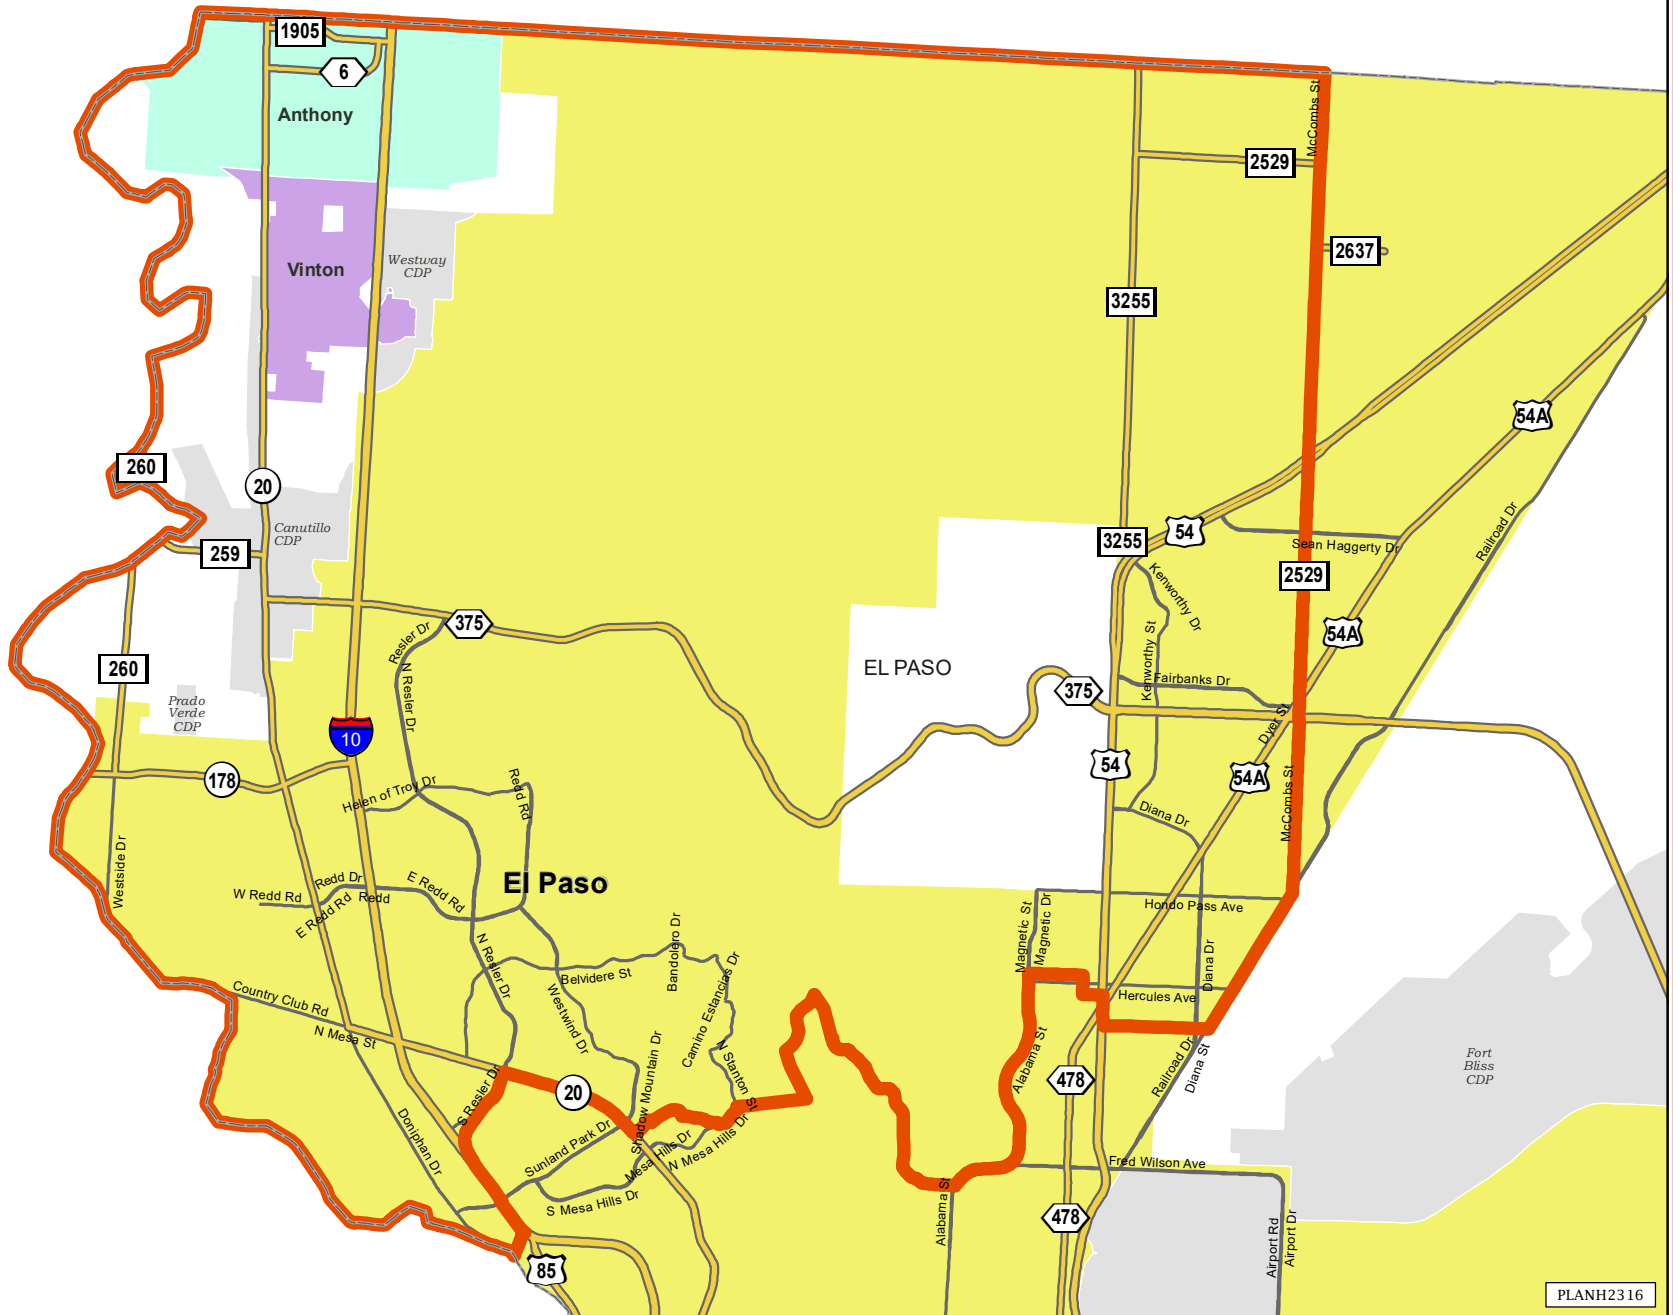 1905
6
Anthony
McCombs St
2529
Vinton
Westway
CDP
2637
3255
54A
260
20
Canutillo
CDP
259
54
3255
Sean Haggerty Dr
Railroad Dr
Kenworthy Dr
2529
375
Resler Dr
N Resler Dr
54A
EL PASO
260
Kenworthy St
Fairbanks Dr
375
Prado
Verde
CDP
Dyer St
10
178
54
54A
Helen of Troy Dr
Redd Rd
Diana Dr
McCombs St
Westside Dr
El Paso
W Redd Rd
Redd Dr
Redd
E Redd Rd
E Redd Rd
Hondo Pass Ave
Magnetic St
Magnetic Dr
N Resler Dr
Belvidere St
Bandolero Dr
Camino Estancias Dr
Diana Dr
Hercules Ave
Country Club Rd
N Mesa St
Westwind Dr
Shadow Mountain Dr
N Stanton St
Alabama St
Railroad Dr
Diana St
Fort
Bliss
CDP
20
478
S Resler Dr
Doniphan Dr
Sunland Park Dr
Mesa Hills Dr
N Mesa Hills Dr
S Mesa Hills Dr
Fred Wilson Ave
Alabama St
478
Airport Rd
Airport Dr
85
PLANH2316